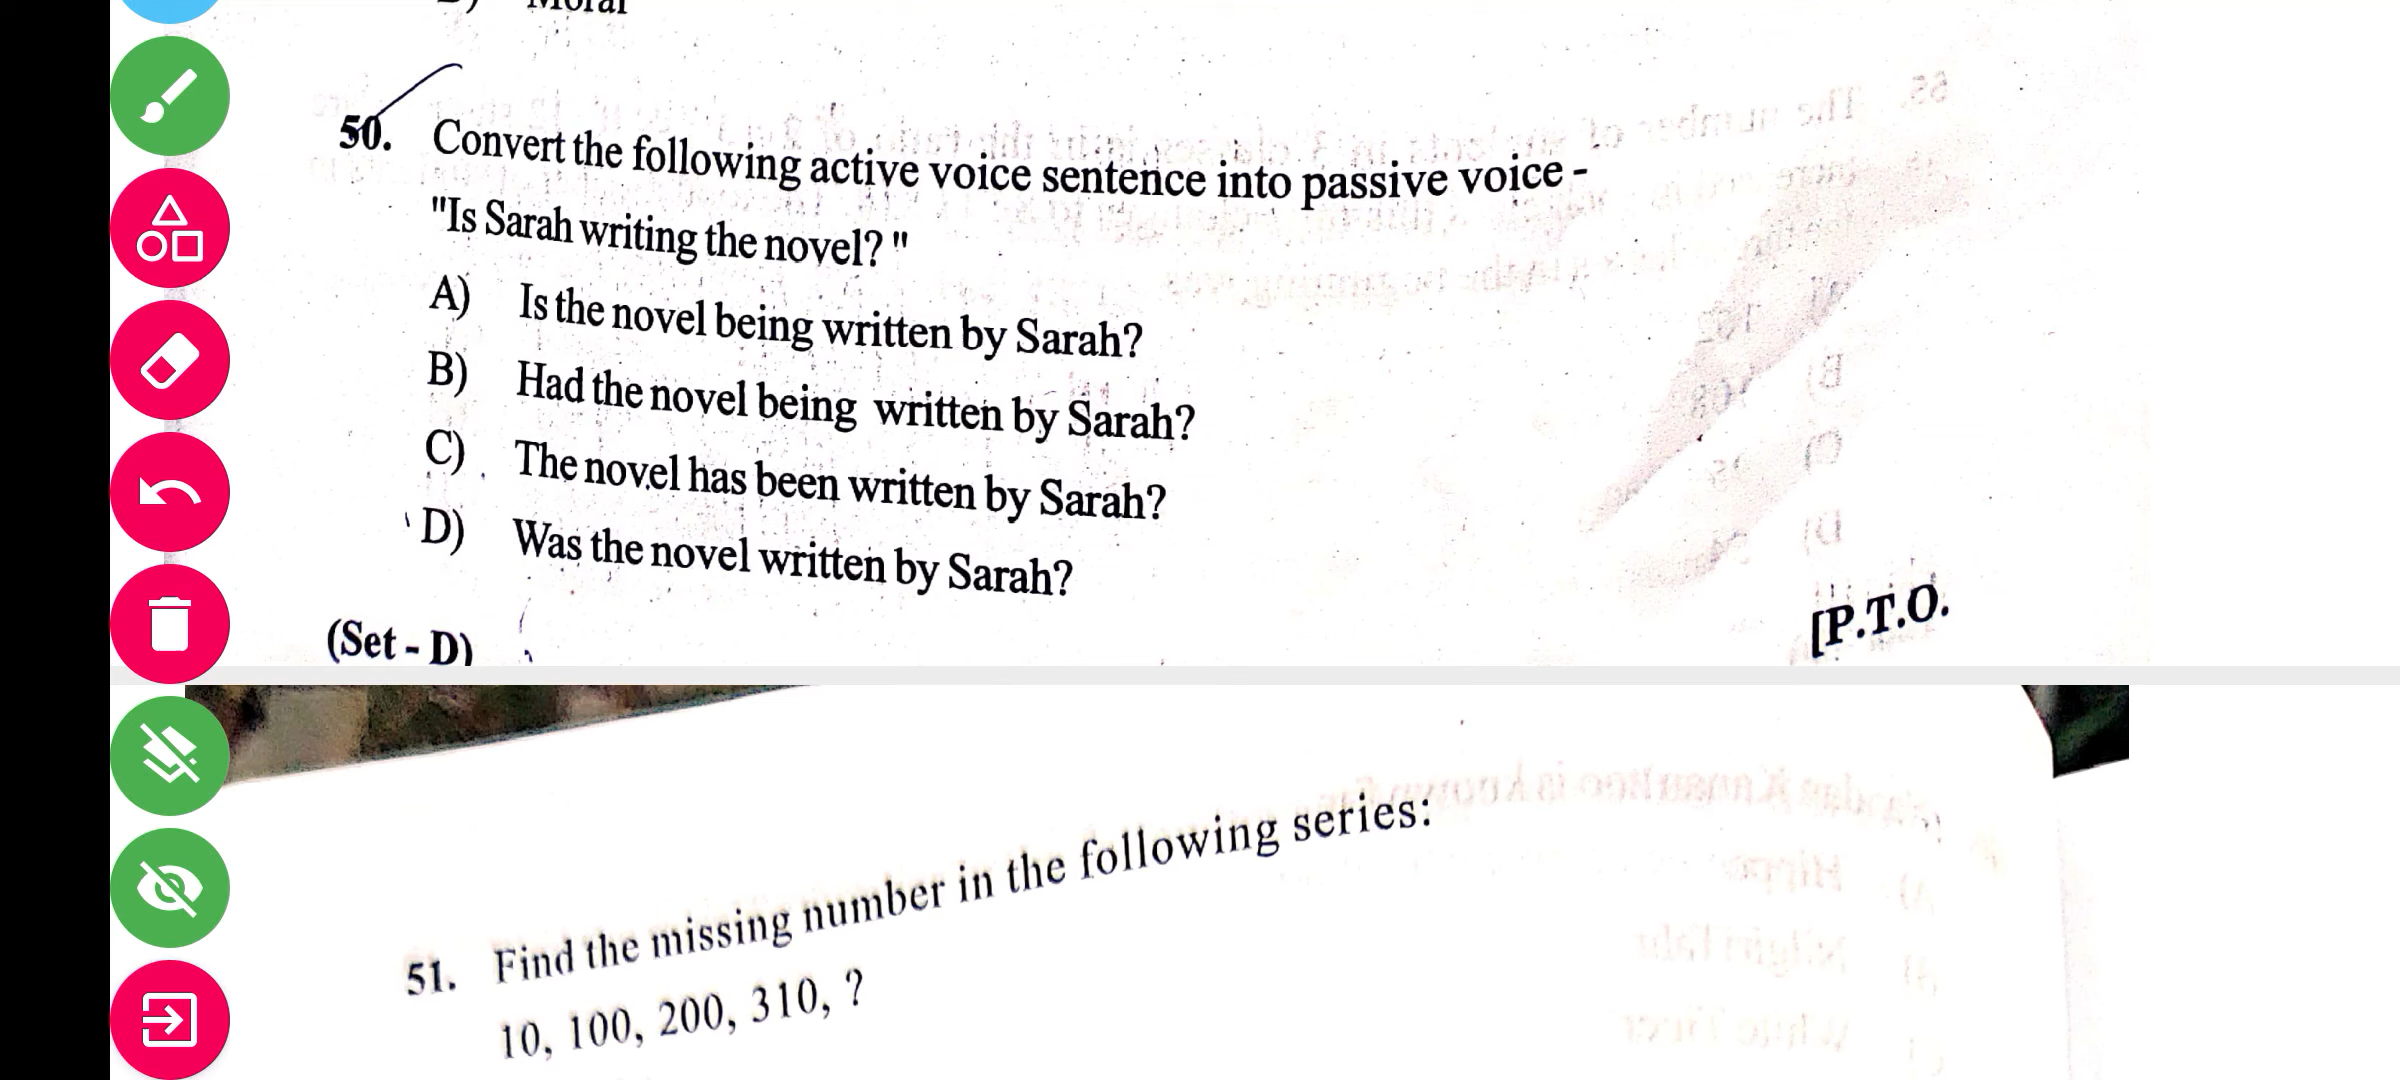 50. Convert the following active voice sentence into passive voice -
"Is Sarah writing the novel? "
A) Is the novel being written by Sarah?
B) Had the novel being written by Sarah?
C) . The novel has been written by Sarah?
D) Was the novel written by Sarah?
(Set - D)
[P.T.O.
51. Find the missing number in the following series:
10, 100, 200, 310, ?